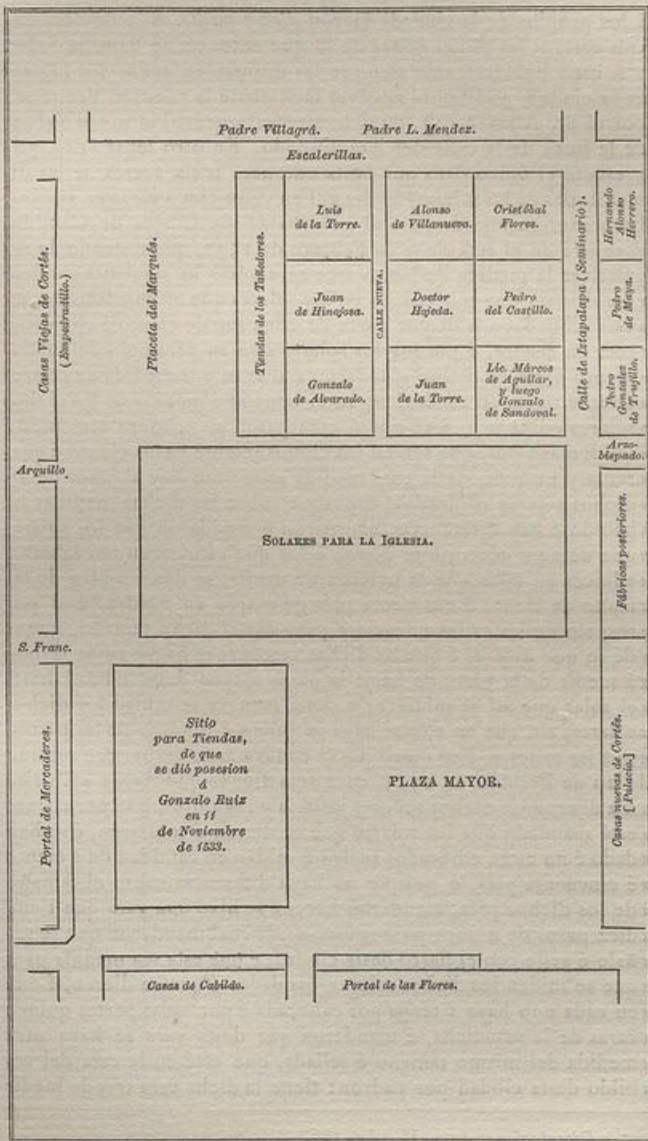 Padre Villagrá. Padre L. Mendez.
Escalerillas.
Casas Viejas de Cortés.
(Empedradillo.)
Placeta del Marqués.
Tiendas de los Tañedores.
Luis
de la Torre.
Juan
de Hinojosa.
Gonzalo
de Alvarado.
CALLE NUEVA.
Alonso
de Villanueva.
Cristóbal
Flores.
Doctor
Hojeda.
Pedro
del Castillo.
Juan
de la Torre.
Lic. Márcos
de Aguilar,
y luego
Gonzalo
de Sandoval.
Calle de Iztapalapa (Seminario).
Hernando
Alonso
Herrero.
Pedro
de Maya.
Pedro
Gonzalez
de Trujillo.
Arquillo
Arzo-
bispado.
SOLARES PARA LA IGLESIA.
Fábricas posteriores.
S. Franc.
Portal de Mercaderes.
Sitio
para Tiendas,
de que
se dió posesion
á
Gonzalo Ruiz
en 11
de Noviembre
de 1533.
PLAZA MAYOR.
Casas nuevas de Cortés.
[Palacio.]
Casas de Cabildo.
Portal de las Flores.